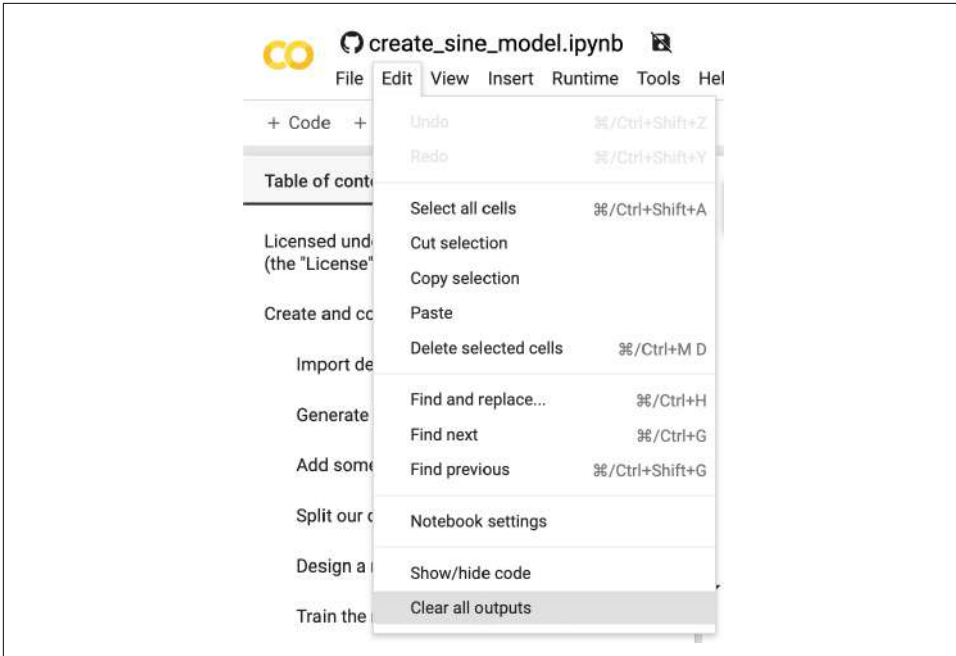 CO create_sine_model.ipynb
File Edit View Insert Runtime Tools Hel
+ Code +
Undo ⌘/Ctrl+Shift+Z
Redo ⌘/Ctrl+Shift+Y
Table of conte
Select all cells ⌘/Ctrl+Shift+A
Licensed unde
Cut selection
(the "License"
Copy selection
Create and co
Paste
Delete selected cells ⌘/Ctrl+M D
Import de
Find and replace... ⌘/Ctrl+H
Generate
Find next ⌘/Ctrl+G
Add some
Find previous ⌘/Ctrl+Shift+G
Split our d
Notebook settings
Design a
Show/hide code
Train the
Clear all outputs